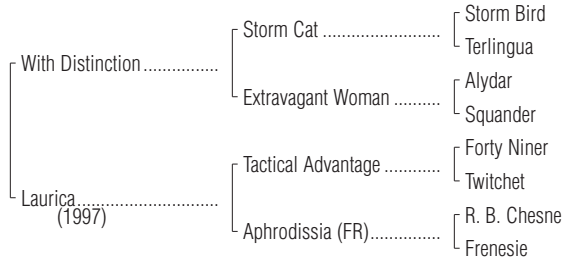 Storm Bird
Storm Cat ........................
Terlingua
With Distinction...............
Alydar
Extravagant Woman ..........
Squander
Forty Niner
Tactical Advantage ............
Twitchet
Laurica.............................
(1997)
R. B. Chesne
Aphrodissia (FR)...............
Frenesie